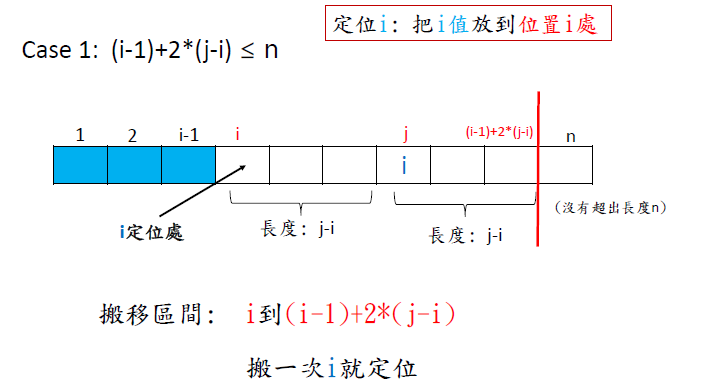 定位i: 把i值放到位置i處
Case 1: (i-1)+2*(j-i) ≤ n
1 2 i-1 i j (i-1)+2*(j-i) n
i
i定位處
長度: j-i
長度: j-i
(沒有超出長度n)
搬移區間: i到(i-1)+2*(j-i)
搬一次i就定位